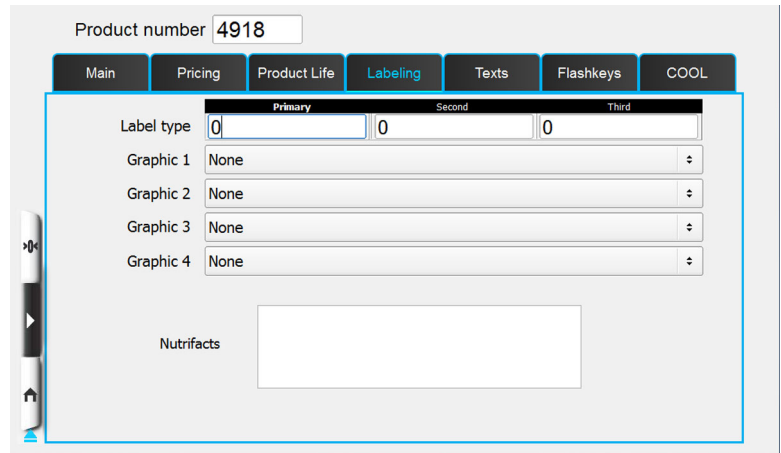 Product number 4918
Main Pricing Product Life Labeling Texts Flashkeys COOL
Primary Second Third
Label type 0 0 0
Graphic 1 None
Graphic 2 None
Graphic 3 None
Graphic 4 None
>0<
Nutrifacts